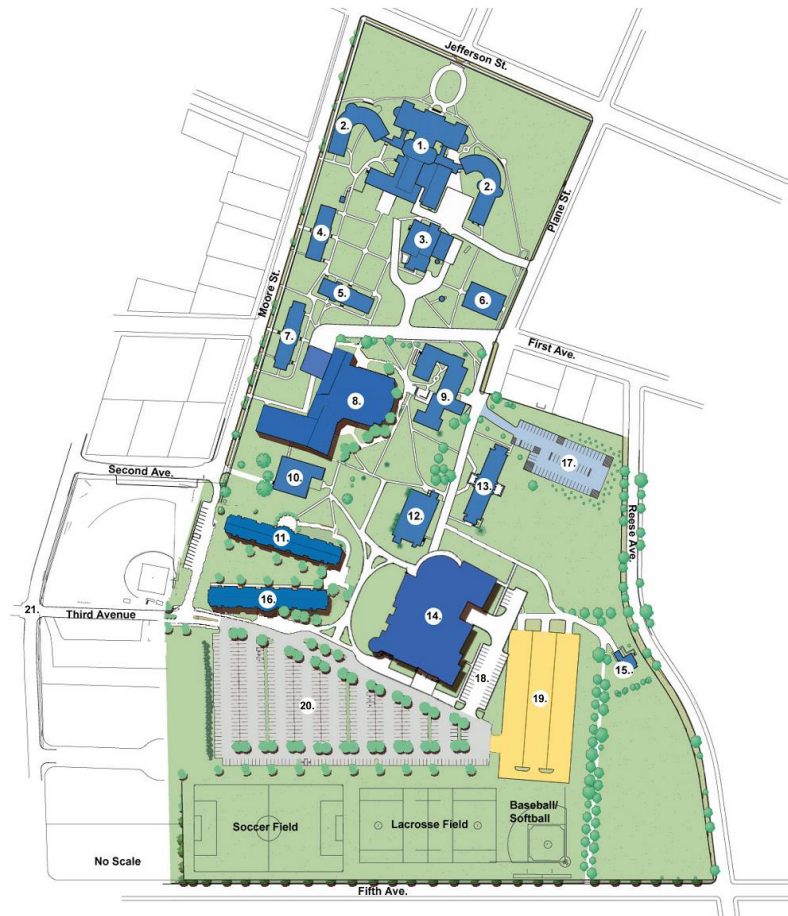 Jefferson St.
2.
1.
2.
Plane St.
4.
3.
Moore St.
5.
6.
7.
First Ave.
8.
9.
Second Ave.
10.
17.
13.
12.
Reese Ave.
11.
16.
21.
Third Avenue
14.
15.
18.
19.
20.
Soccer Field
Lacrosse Field
Baseball/
Softball
No Scale
Fifth Ave.